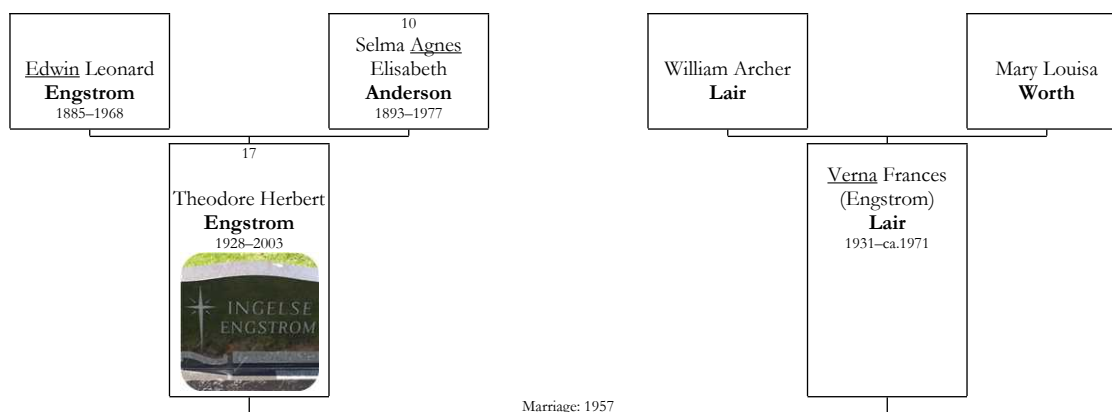 Edwin Leonard
Engstrom
1885–1968
10
Selma Agnes
Elisabeth
Anderson
1893–1977
William Archer
Lair
Mary Louisa
Worth
17
Theodore Herbert
Engstrom
1928–2003
INGELSE
ENGSTROM
Verna Frances
(Engstrom)
Lair
1931–ca.1971
Marriage: 1957